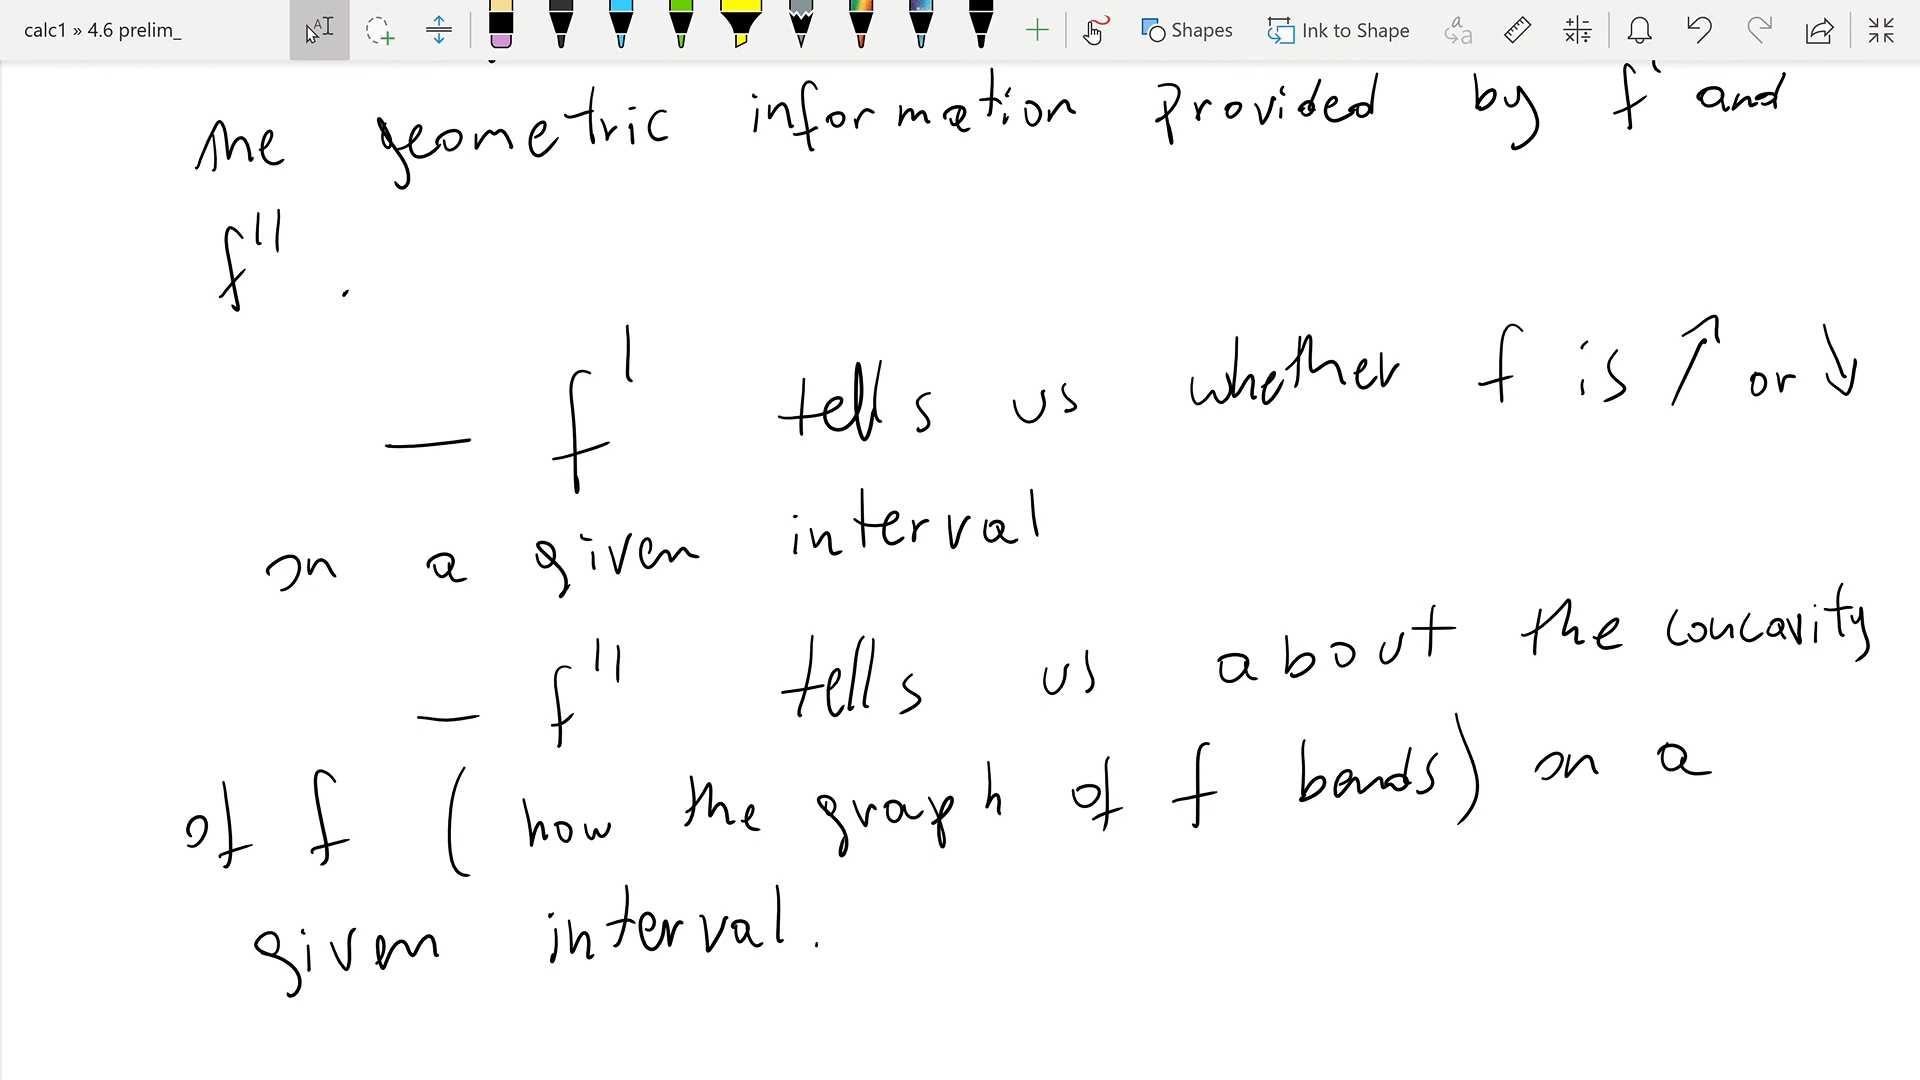 calc1 » 4.6 prelim_ Shapes Ink to Shape
the geometric information provided by f' and
f'' .
— f' tells us whether f is ↗ or ↘
on a given interval
— f'' tells us about the concavity
of f (how the graph of f bends) on a
given interval.